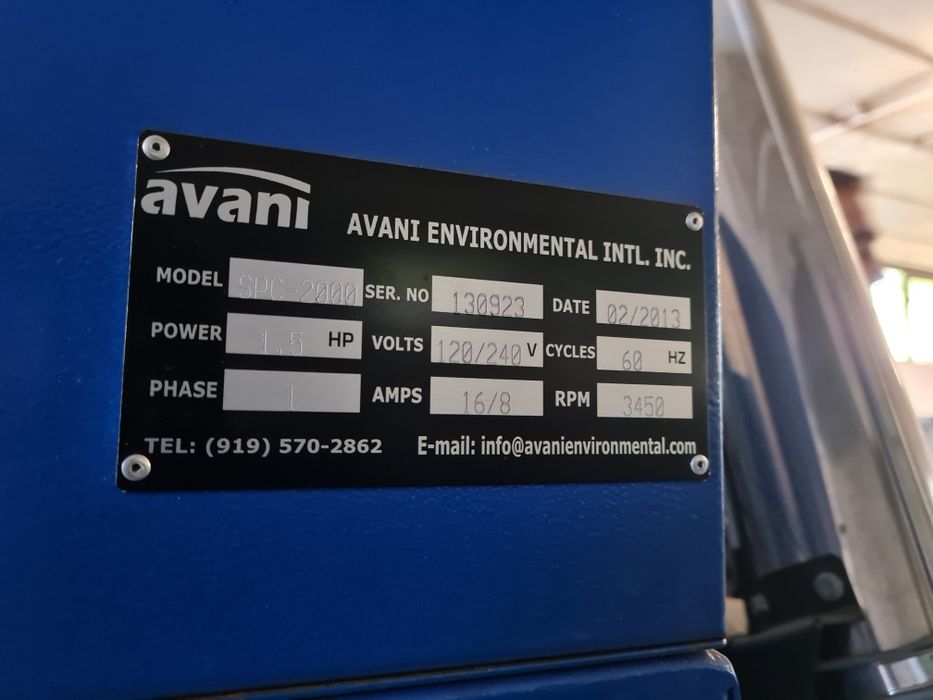 avani
AVANI ENVIRONMENTAL INTL. INC.
MODEL SPC-2000 SER. NO 130923 DATE 02/2013
POWER 1.5 HP VOLTS 120/240 V CYCLES 60 HZ
PHASE 1 AMPS 16/8 RPM 3450
TEL: (919) 570-2862 E-mail: info@avanienvironmental.com